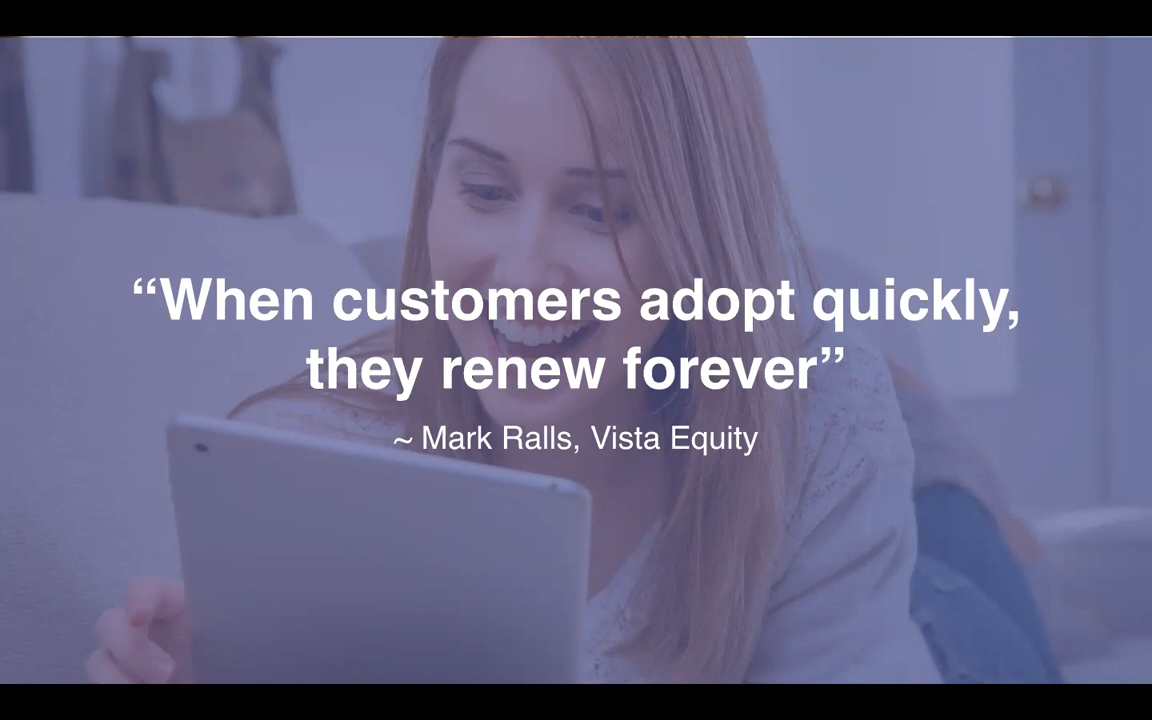 “When customers adopt quickly,
they renew forever”
~ Mark Ralls, Vista Equity